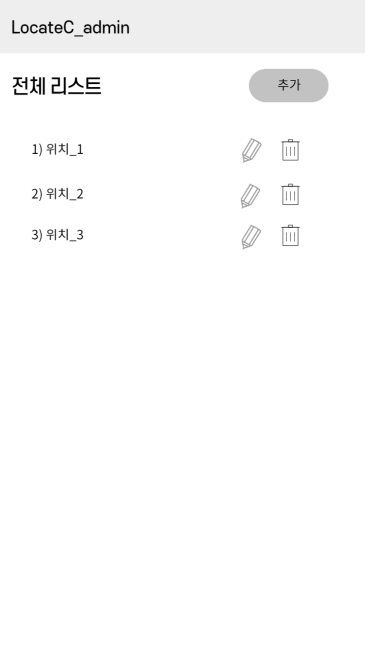 LocateC_admin
전체 리스트
추가
1) 위치_1
2) 위치_2
3) 위치_3